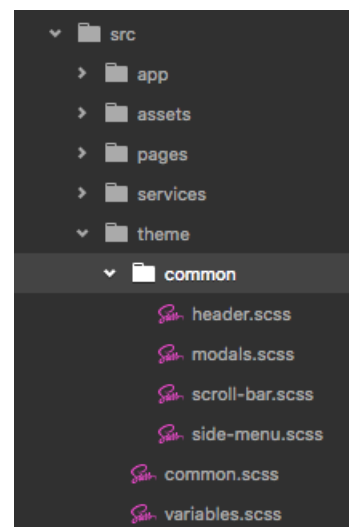 src
app
assets
pages
services
theme
common
header.scss
modals.scss
scroll-bar.scss
side-menu.scss
common.scss
variables.scss